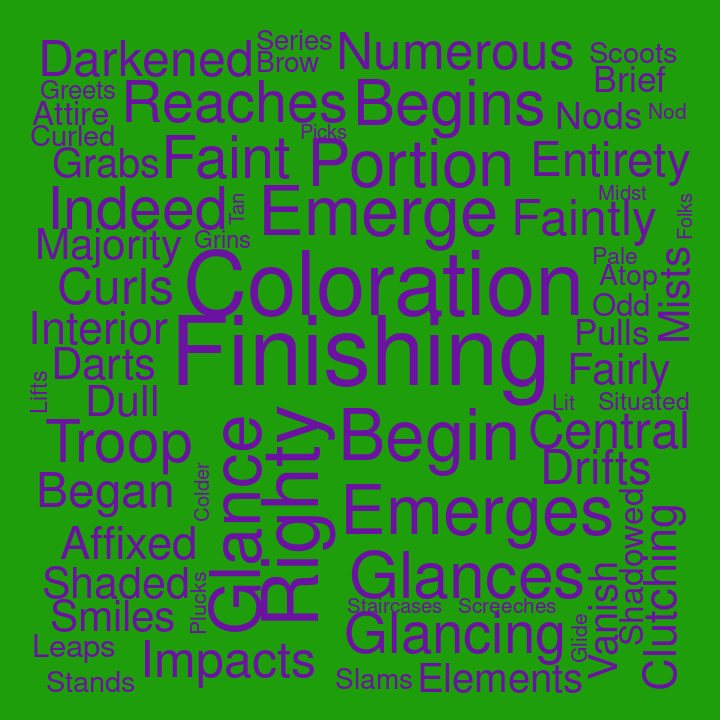 Darkened
Series
Brow
Numerous
Scoots
Brief
Greets
Attire
Curled
Reaches
Picks
Begins
Nods
Nod
Grabs
Faint
Portion
Entirety
Indeed
Tan
Grins
Emerge
Faintly
Midst
Folks
Majority
Curls
Coloration
Pale
Atop
Odd
Mists
Interior
Darts
Finishing
Pulls
Fairly
Lifts
Dull
Lit
Situated
Troop
Glance
Righty
Begin
Central
Drifts
Began
Colder
Emerges
Affixed
Shaded
Smiles
Plucks
Glances
Staircases
Screeches
Glancing
Glide
Vanish
Shadowed
Clutching
Leaps
Stands
Impacts
Slams
Elements